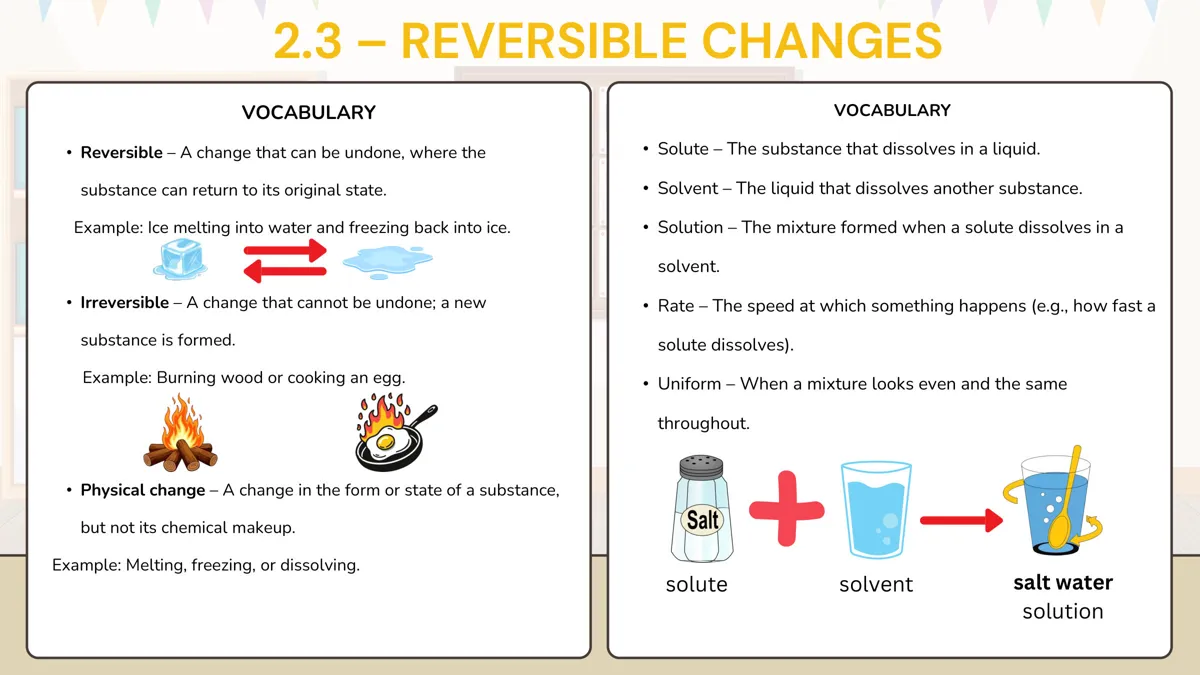 2.3 – REVERSIBLE CHANGES
VOCABULARY
• Reversible – A change that can be undone, where the
substance can return to its original state.
Example: Ice melting into water and freezing back into ice.
• Irreversible – A change that cannot be undone; a new
substance is formed.
Example: Burning wood or cooking an egg.
• Physical change – A change in the form or state of a substance,
but not its chemical makeup.
Example: Melting, freezing, or dissolving.
VOCABULARY
• Solute – The substance that dissolves in a liquid.
• Solvent – The liquid that dissolves another substance.
• Solution – The mixture formed when a solute dissolves in a
solvent.
• Rate – The speed at which something happens (e.g., how fast a
solute dissolves).
• Uniform – When a mixture looks even and the same
throughout.
Salt
solute
solvent
salt water
solution